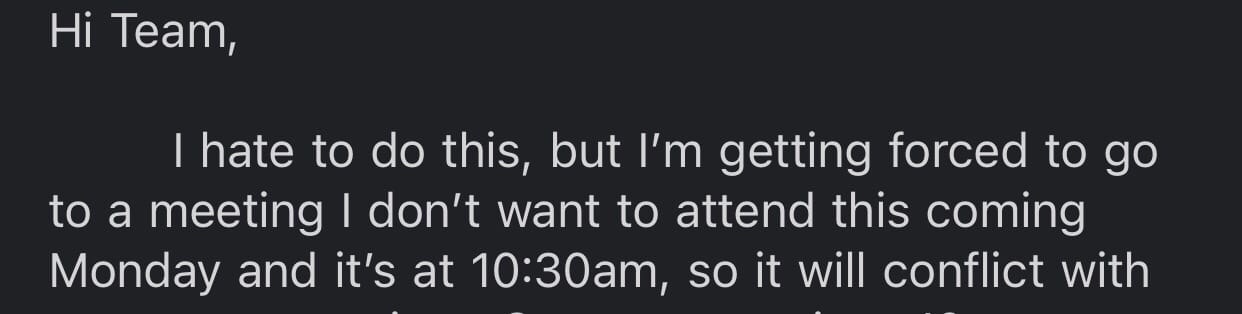 Hi Team,
I hate to do this, but I’m getting forced to go
to a meeting I don’t want to attend this coming
Monday and it’s at 10:30am, so it will conflict with